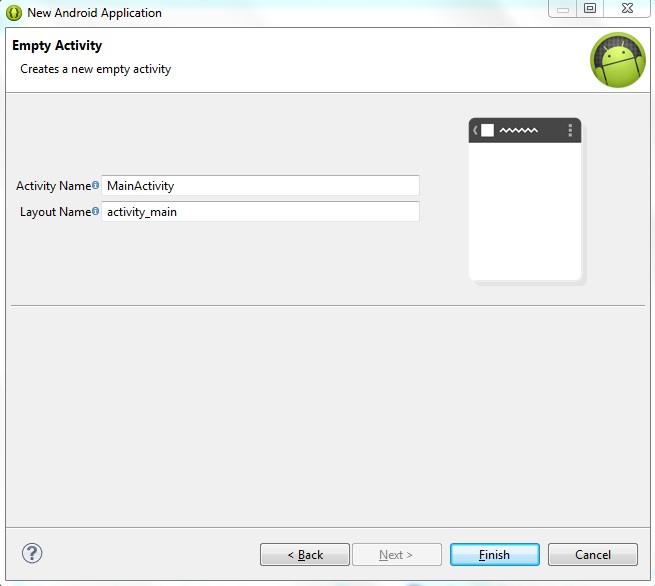 New Android Application
Empty Activity
Creates a new empty activity
Activity Name MainActivity
Layout Name activity_main
< Back Next > Finish Cancel